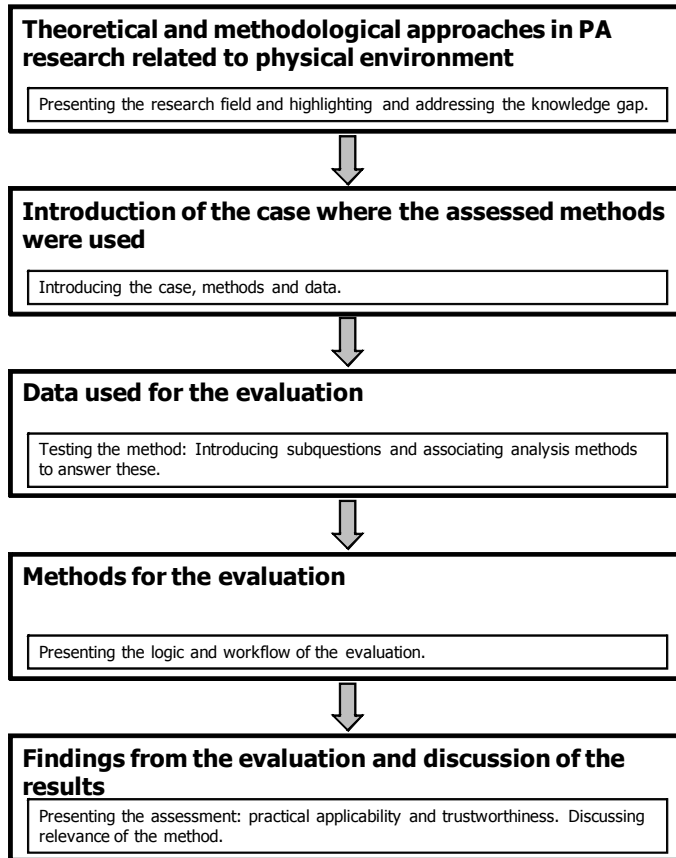 Theoretical and methodological approaches in PA
research related to physical environment
Presenting the research field and highlighting and addressing the knowledge gap.
Introduction of the case where the assessed methods
were used
Introducing the case, methods and data.
Data used for the evaluation
Testing the method: Introducing subquestions and associating analysis methods
to answer these.
Methods for the evaluation
Presenting the logic and workflow of the evaluation.
Findings from the evaluation and discussion of the
results
Presenting the assessment: practical applicability and trustworthiness. Discussing
relevance of the method.